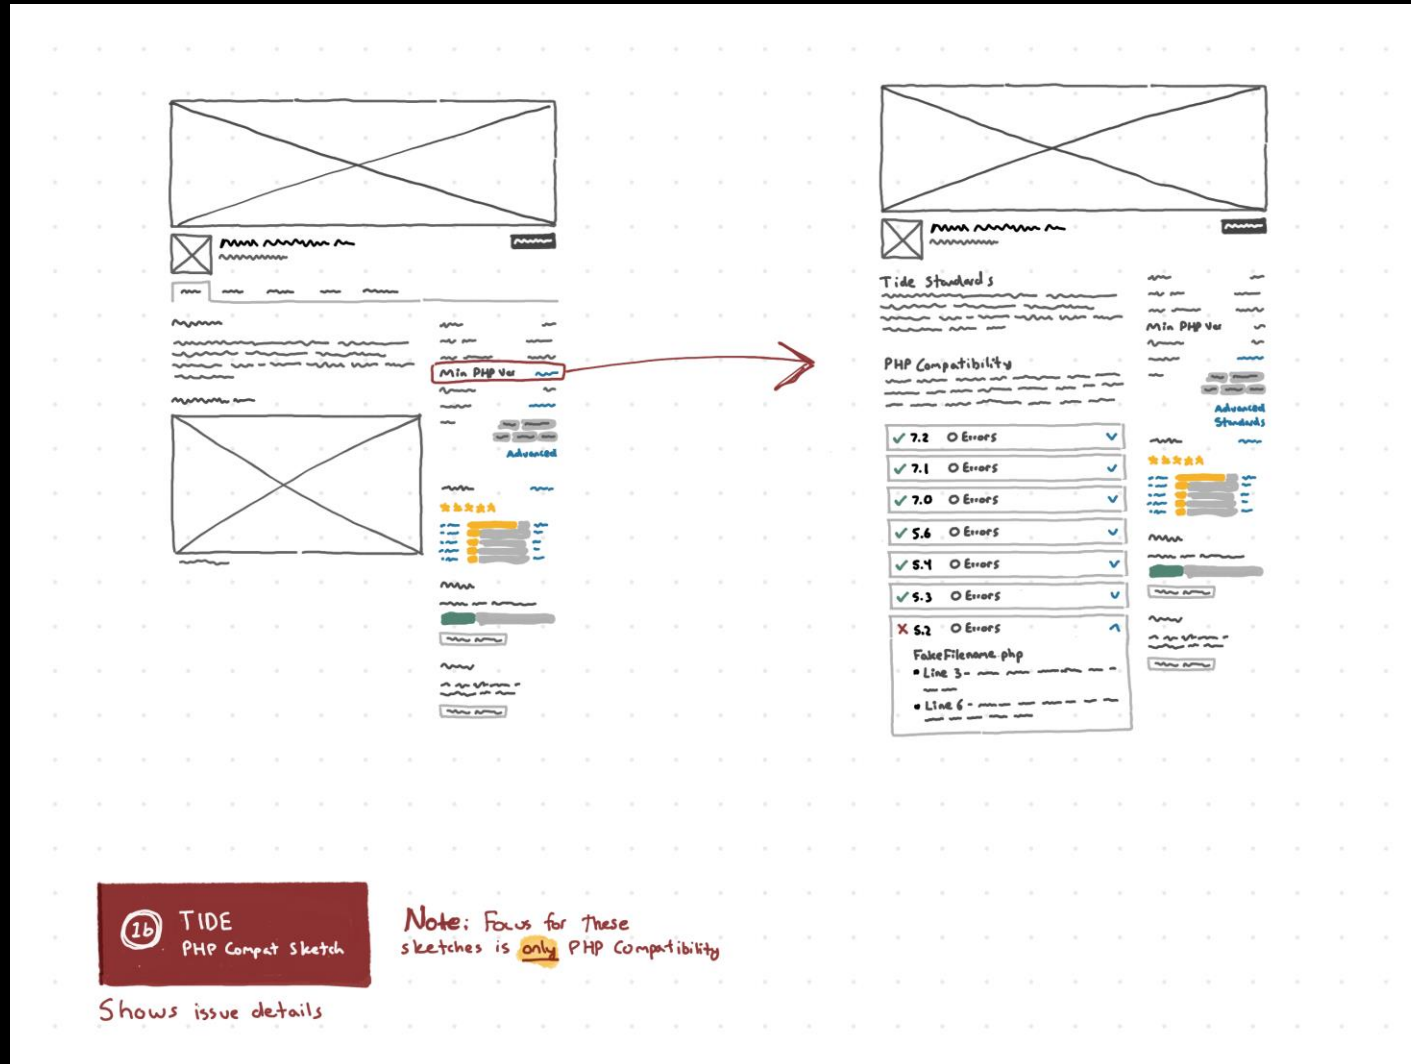 Min PHP Ver
Advanced
Tide Standards
PHP Compatibility
✓ 7.2 0 Errors
✓ 7.1 0 Errors
✓ 7.0 0 Errors
✓ 5.6 0 Errors
✓ 5.4 0 Errors
✓ 5.3 0 Errors
X 5.2 0 Errors
FakeFilename.php
• Line 3 -
• Line 6 -
Min PHP Ver
Advanced
Standards
1b
TIDE
PHP Compat Sketch
Shows issue details
Note: Focus for these
sketches is only PHP Compatibility